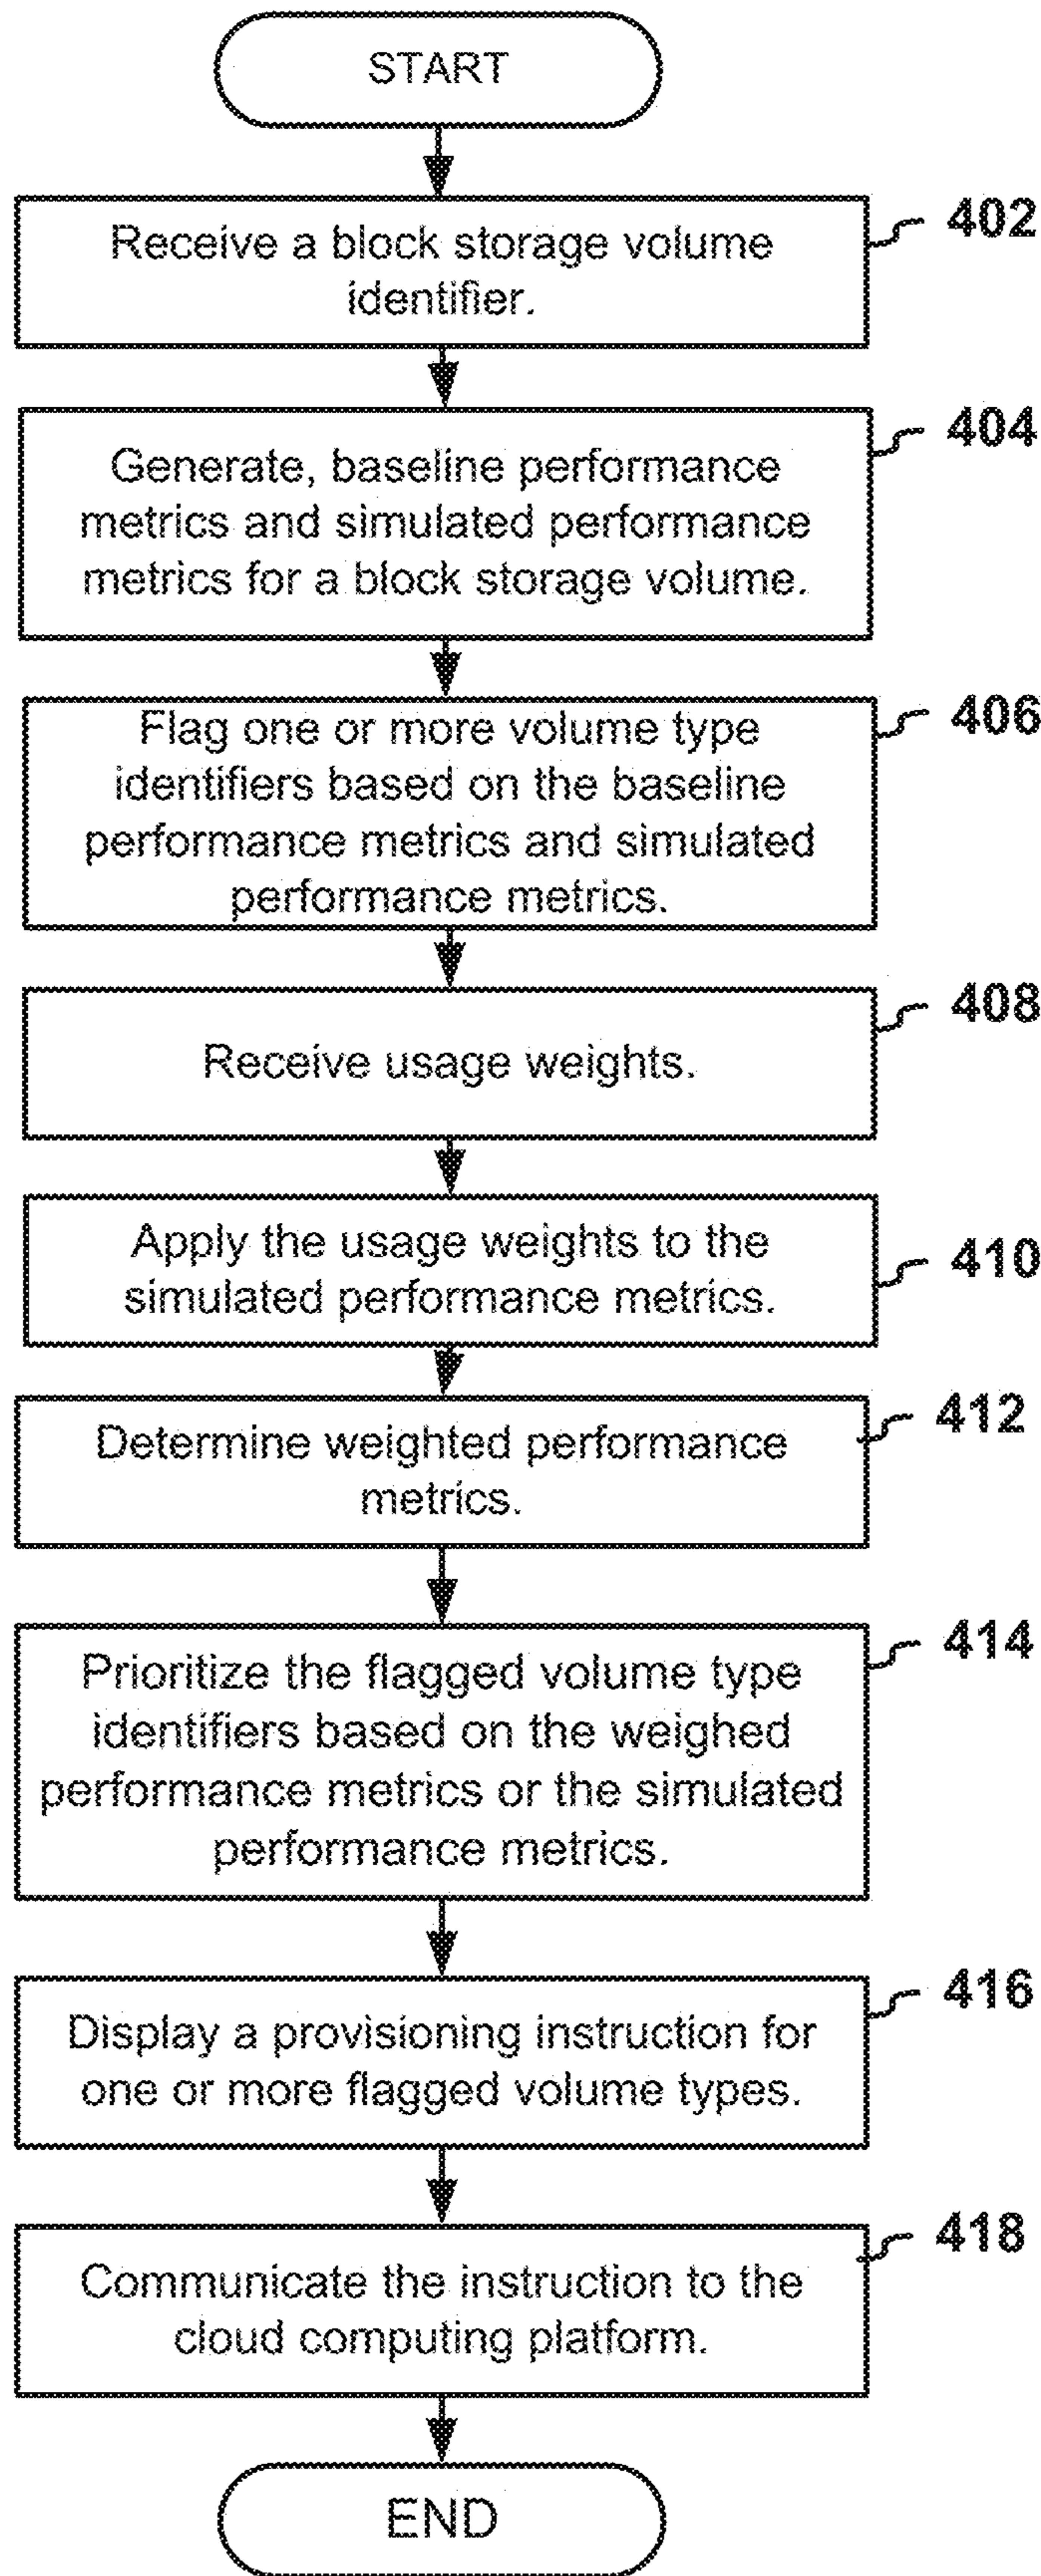 START
Receive a block storage volume
identifier.
402
Generate, baseline performance
metrics and simulated performance
metrics for a block storage volume.
404
Flag one or more volume type
identifiers based on the baseline
performance metrics and simulated
performance metrics.
406
Receive usage weights.
408
Apply the usage weights to the
simulated performance metrics.
410
Determine weighted performance
metrics.
412
Prioritize the flagged volume type
identifiers based on the weighed
performance metrics or the simulated
performance metrics.
414
Display a provisioning instruction for
one or more flagged volume types.
416
Communicate the instruction to the
cloud computing platform.
418
END